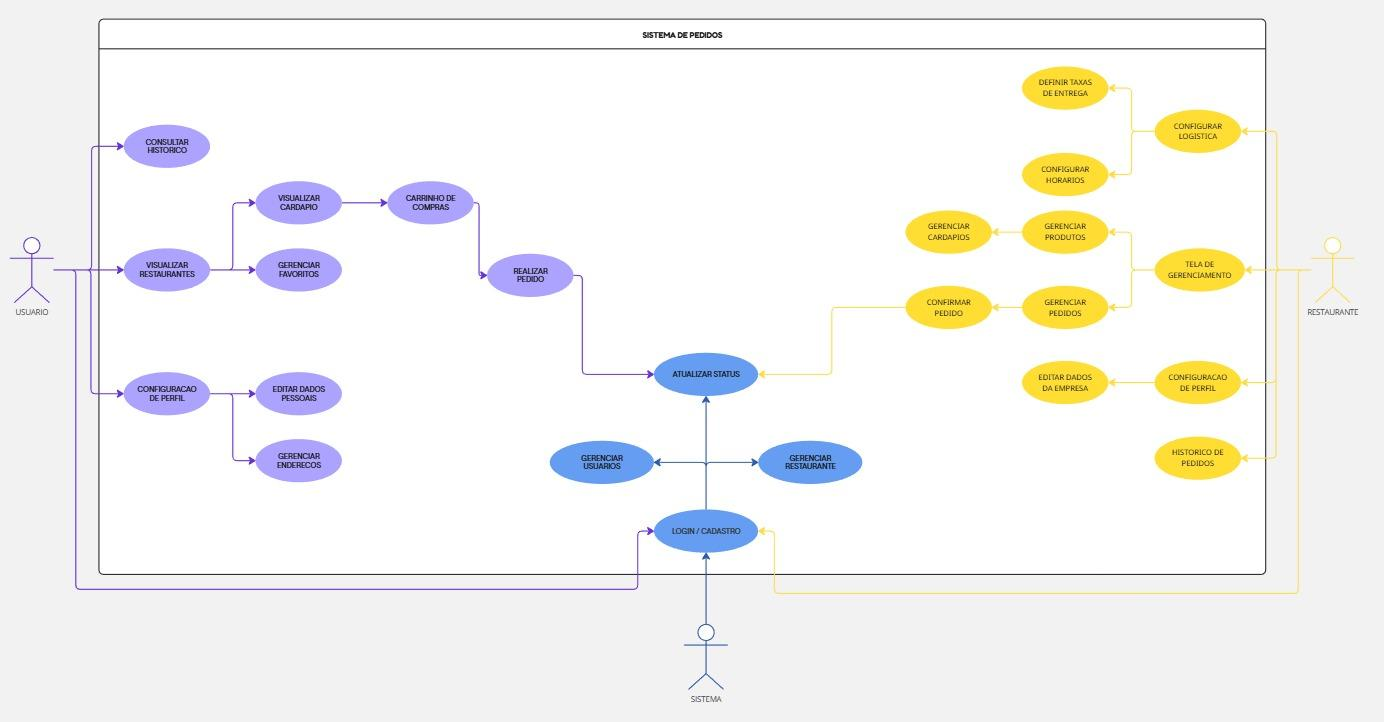 SISTEMA DE PEDIDOS
CONSULTAR
HISTORICO
VISUALIZAR
CARDAPIO
CARRINHO DE
COMPRAS
VISUALIZAR
RESTAURANTES
GERENCIAR
FAVORITOS
REALIZAR
PEDIDO
USUARIO
CONFIGURACAO
DE PERFIL
EDITAR DADOS
PESSOAIS
GERENCIAR
ENDERECOS
ATUALIZAR STATUS
GERENCIAR
USUARIOS
GERENCIAR
RESTAURANTE
LOGIN / CADASTRO
SISTEMA
DEFINIR TAXAS
DE ENTREGA
CONFIGURAR
LOGISTICA
CONFIGURAR
HORARIOS
GERENCIAR
CARDAPIOS
GERENCIAR
PRODUTOS
TELA DE
GERENCIAMENTO
CONFIRMAR
PEDIDO
GERENCIAR
PEDIDOS
RESTAURANTE
EDITAR DADOS
DA EMPRESA
CONFIGURACAO
DE PERFIL
HISTORICO DE
PEDIDOS